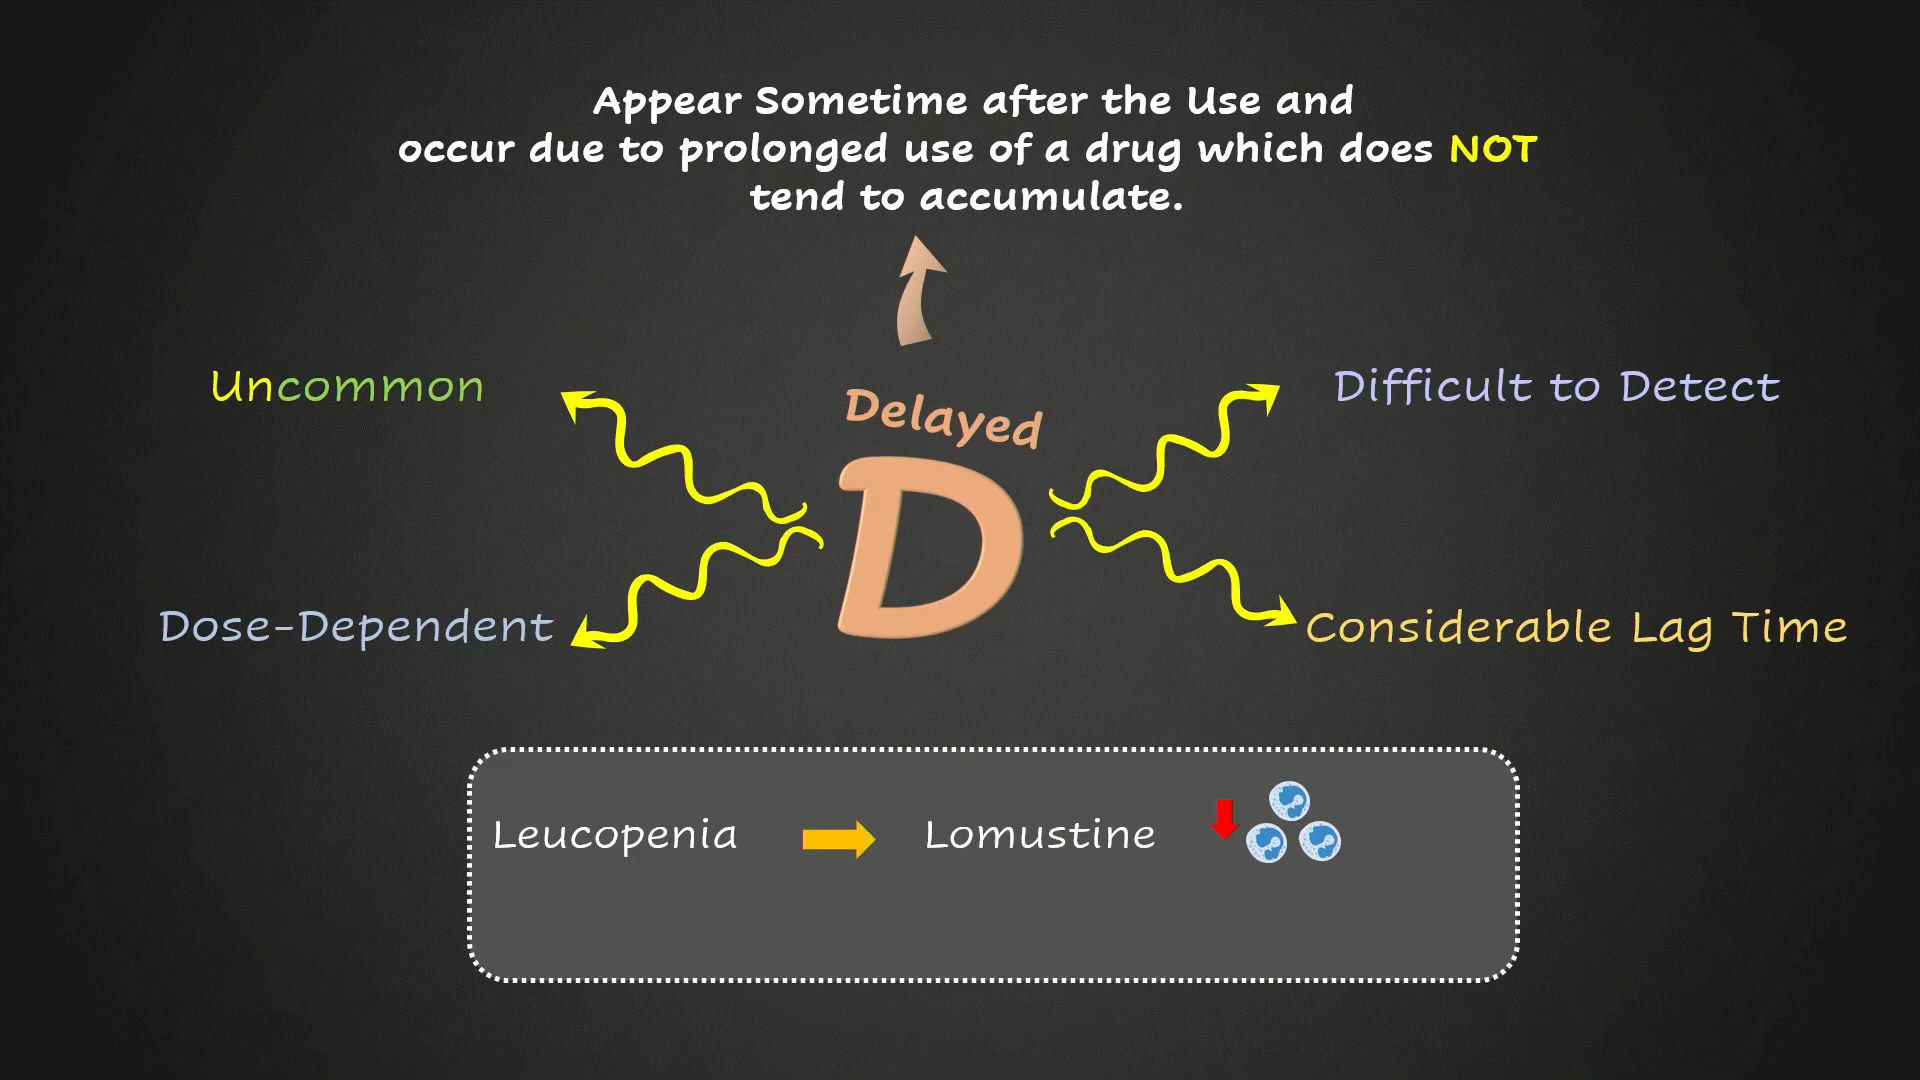 Appear Sometime after the Use and
occur due to prolonged use of a drug which does NOT
tend to accumulate.
Uncommon
Delayed
Difficult to Detect
D
Dose-Dependent
Considerable Lag Time
Leucopenia
Lomustine